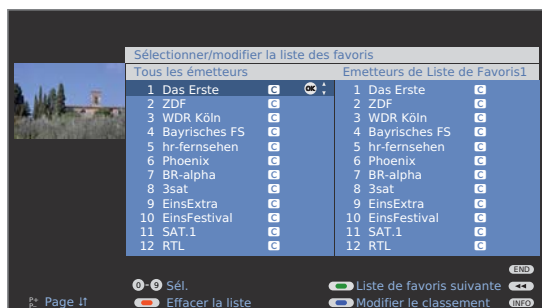 Sélectionner/modifier la liste des favoris
Tous les émetteurs Emetteurs de Liste de Favoris1
1 Das Erste C OK 1 Das Erste C
2 ZDF C 2 ZDF C
3 WDR Köln C 3 WDR Köln C
4 Bayrisches FS C 4 Bayrisches FS C
5 hr-fernsehen C 5 hr-fernsehen C
6 Phoenix C 6 Phoenix C
7 BR-alpha C 7 BR-alpha C
8 3sat C 8 3sat C
9 EinsExtra C 9 EinsExtra C
10 EinsFestival C 10 EinsFestival C
11 SAT.1 C 11 SAT.1 C
12 RTL C 12 RTL C
END
0-9 Sél. Liste de favoris suivante ◄◄
P+ P- Page ↓↑ Effacer la liste Modifier le classement INFO